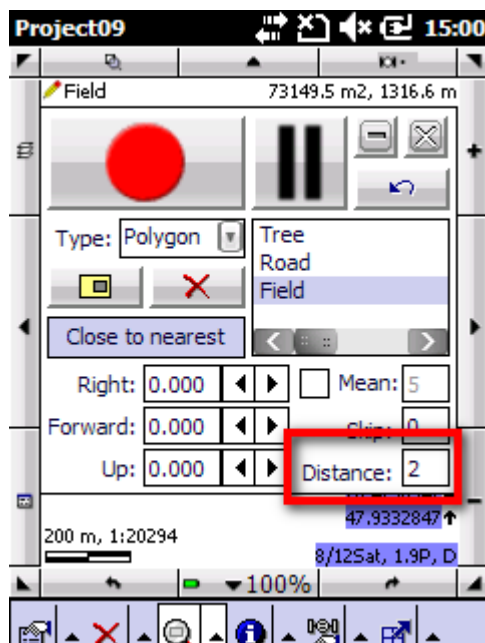 Project09 15:00
Field 73149.5 m2, 1316.6 m
Type: Polygon
Tree
Road
Field
Close to nearest
Right: 0.000 Mean: 5
Forward: 0.000 Skip: 0
Up: 0.000 Distance: 2
47.9332847
200 m, 1:20294
8/12Sat, 1.9P, D
100%